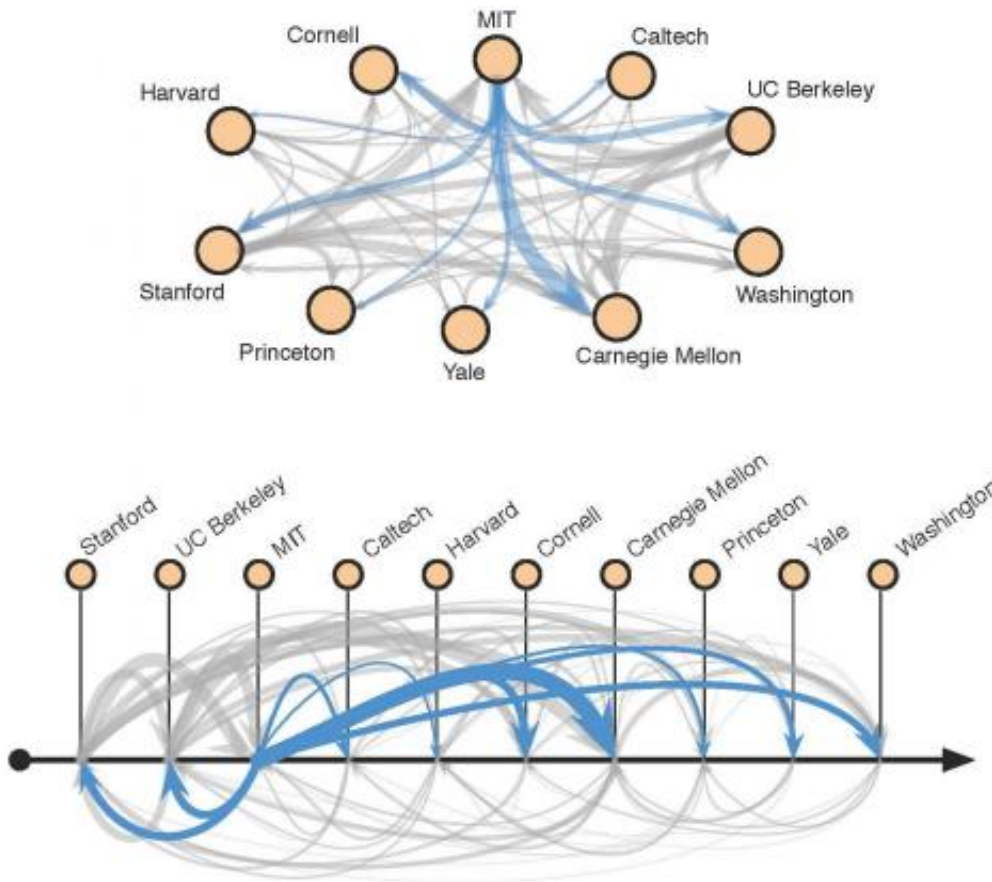 MIT
Cornell
Caltech
Harvard
UC Berkeley
Stanford
Washington
Princeton
Yale
Carnegie Mellon
Stanford
UC Berkeley
MIT
Caltech
Harvard
Cornell
Carnegie Mellon
Princeton
Yale
Washington